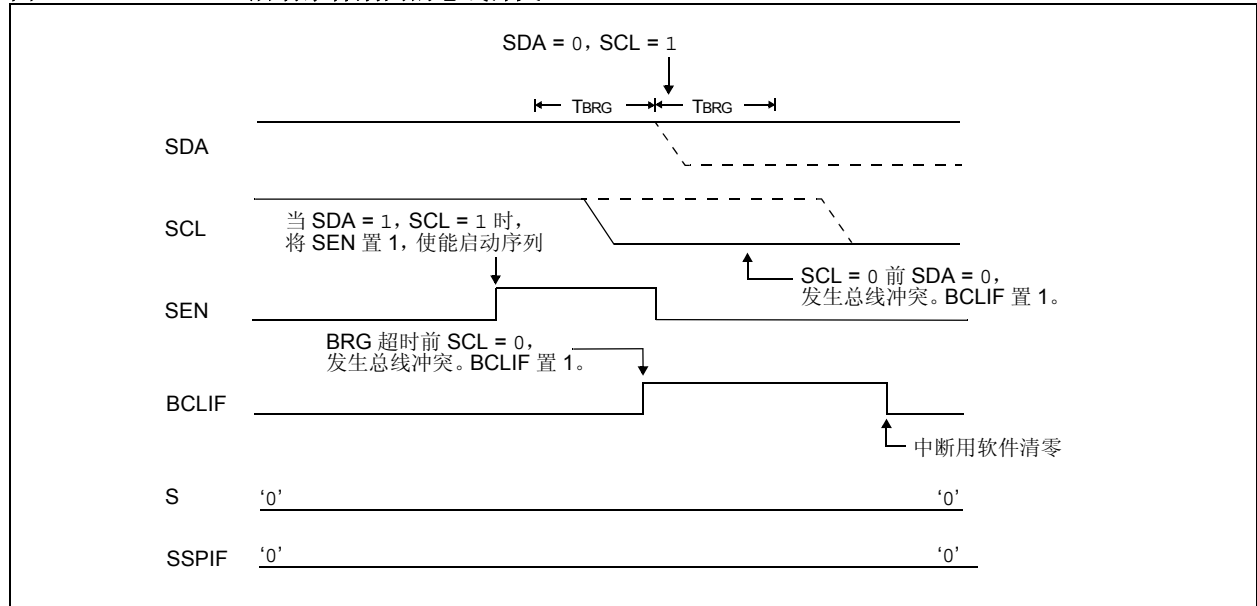 SDA = 0, SCL = 1
TBRG TBRG
SDA
SCL
当 SDA = 1, SCL = 1 时,
将 SEN 置 1, 使能启动序列
SCL = 0 前 SDA = 0,
发生总线冲突。BCLIF 置 1。
SEN
BRG 超时前 SCL = 0,
发生总线冲突。BCLIF 置 1。
BCLIF
中断用软件清零
S ‘0’ ‘0’
SSPIF ‘0’ ‘0’